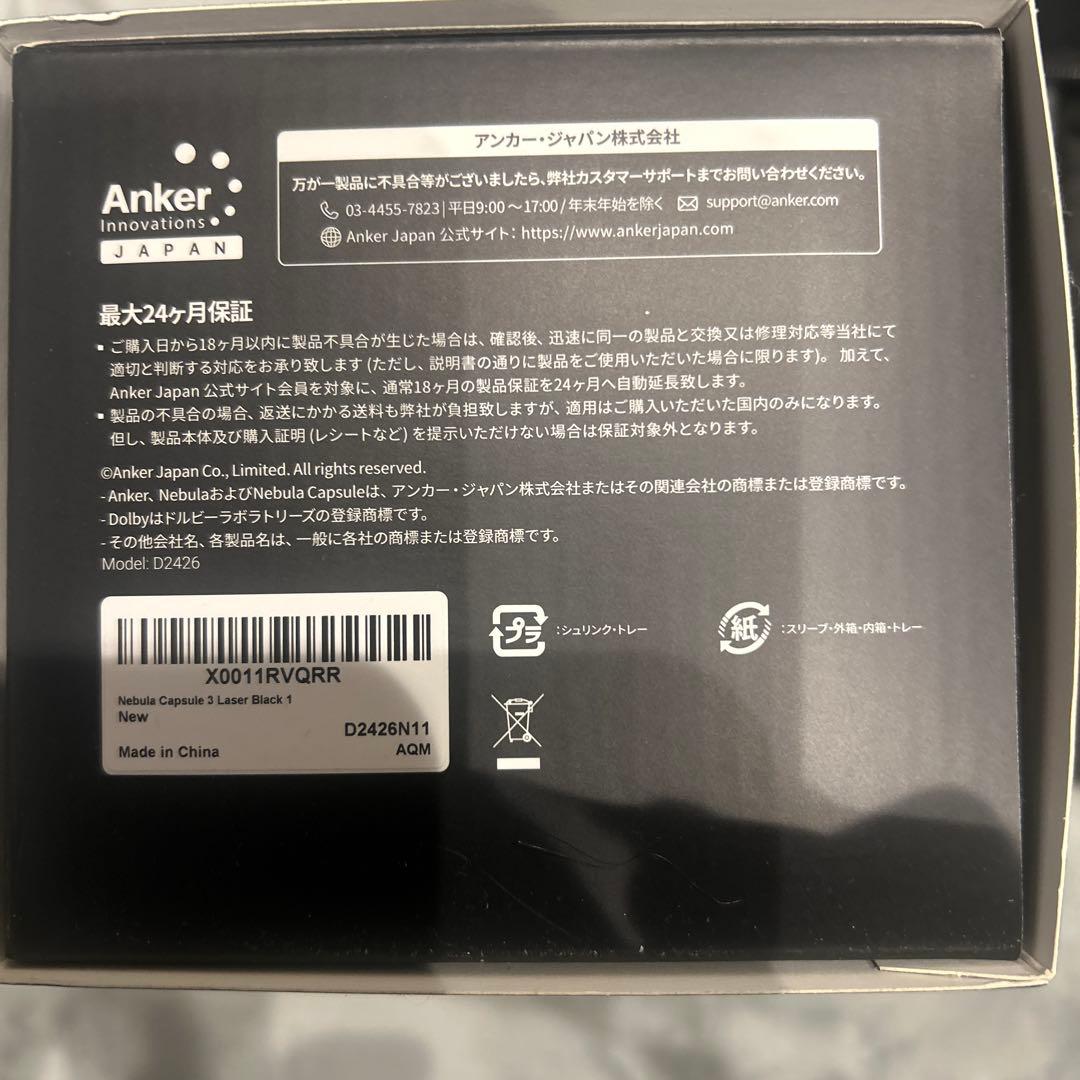 Anker
Innovations
JAPAN
アンカー・ジャパン株式会社
万が一製品に不具合等がございましたら、弊社カスタマーサポートまでお問い合わせください。
03-4455-7823|平日9:00〜17:00/年末年始を除く support@anker.com
Anker Japan 公式サイト: https://www.ankerjapan.com
最大24ヶ月保証
▪ ご購入日から18ヶ月以内に製品不具合が生じた場合は、確認後、迅速に同一の製品と交換又は修理対応等当社にて
適切と判断する対応をお承り致します(ただし、説明書の通りに製品をご使用いただいた場合に限ります)。加えて、
Anker Japan 公式サイト会員を対象に、通常18ヶ月の製品保証を24ヶ月へ自動延長致します。
▪ 製品の不具合の場合、返送にかかる送料も弊社が負担致しますが、適用はご購入いただいた国内のみになります。
但し、製品本体及び購入証明(レシートなど)を提示いただけない場合は保証対象外となります。
©Anker Japan Co., Limited. All rights reserved.
- Anker、NebulaおよびNebula Capsuleは、アンカー・ジャパン株式会社またはその関連会社の商標または登録商標です。
- Dolbyはドルビーラボラトリーズの登録商標です。
- その他会社名、各製品名は、一般に各社の商標または登録商標です。
Model: D2426
X0011RVQRR
Nebula Capsule 3 Laser Black 1
New
D2426N11
Made in China AQM
プラ :シュリンク・トレー
紙 :スリーブ・外箱・内箱・トレー